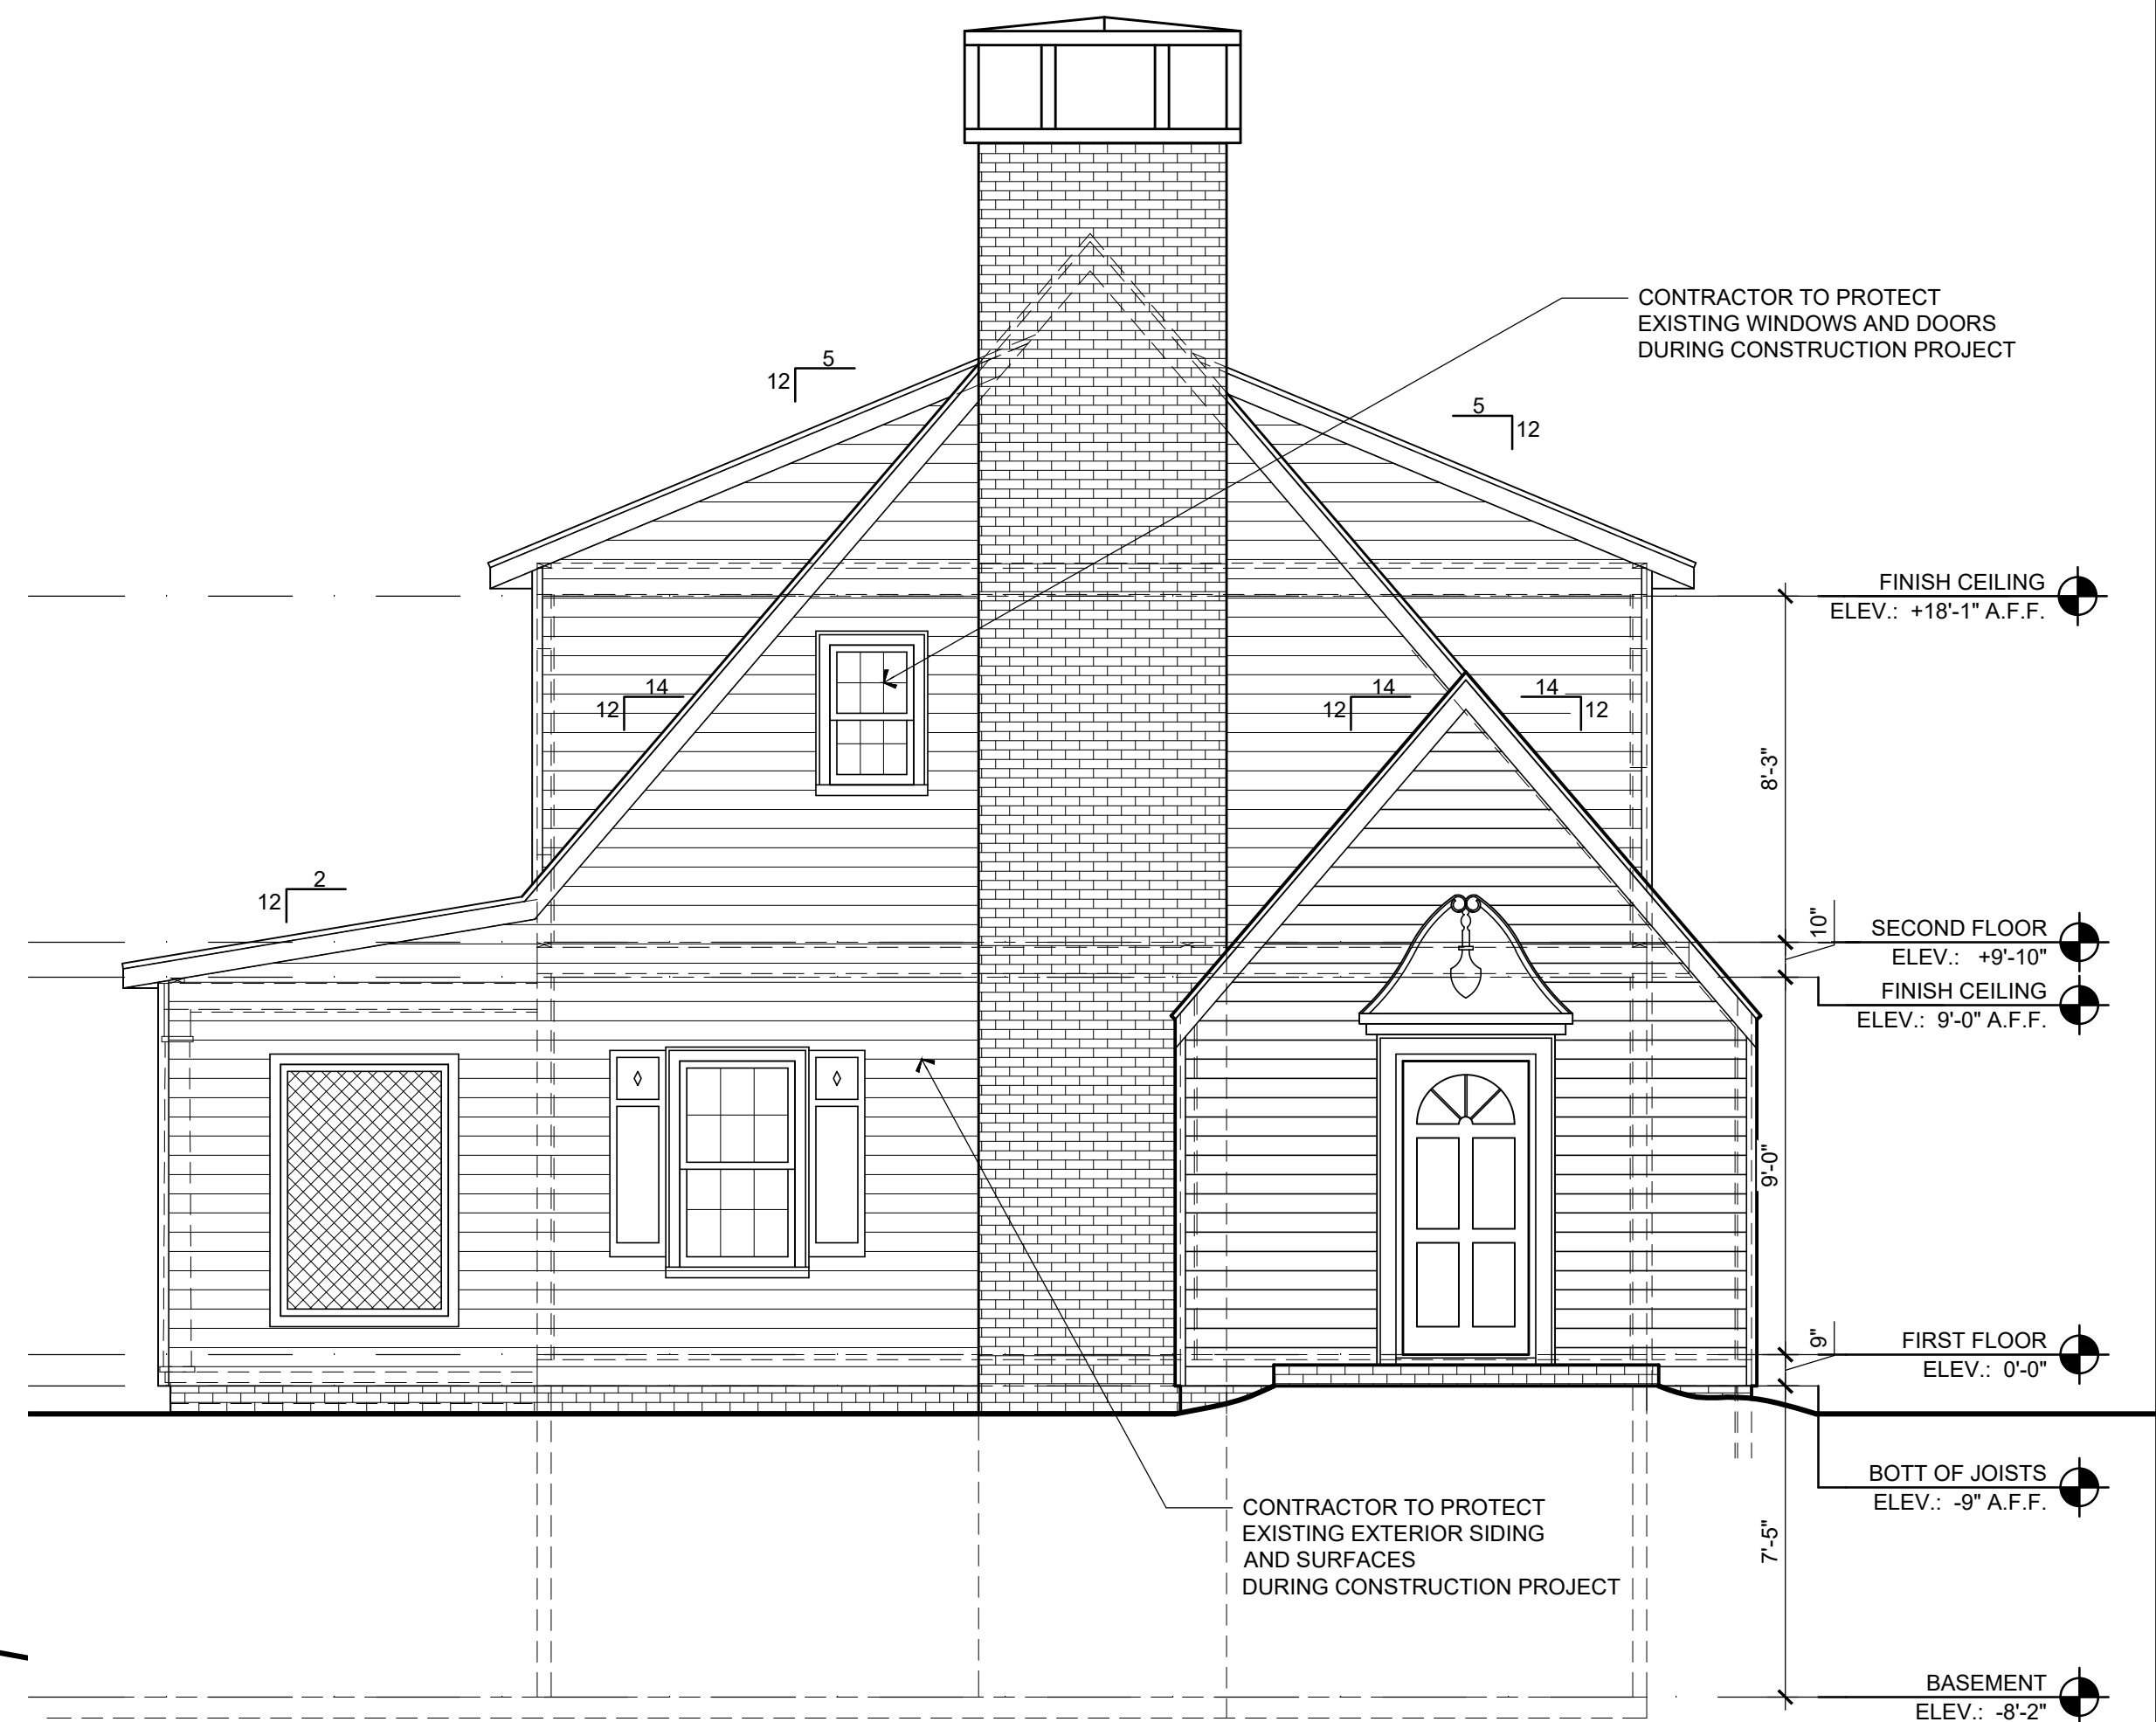 CONTRACTOR TO PROTECT
EXISTING WINDOWS AND DOORS
DURING CONSTRUCTION PROJECT
5
12
5
12
FINISH CEILING
ELEV.: +18'-1" A.F.F.
14
12
14
12
14
12
8'-3"
2
12
10"
SECOND FLOOR
ELEV.: +9'-10"
FINISH CEILING
ELEV.: 9'-0" A.F.F.
9'-0"
9"
FIRST FLOOR
ELEV.: 0'-0"
BOTT OF JOISTS
ELEV.: -9" A.F.F.
CONTRACTOR TO PROTECT
EXISTING EXTERIOR SIDING
AND SURFACES
DURING CONSTRUCTION PROJECT
7'-5"
BASEMENT
ELEV.: -8'-2"